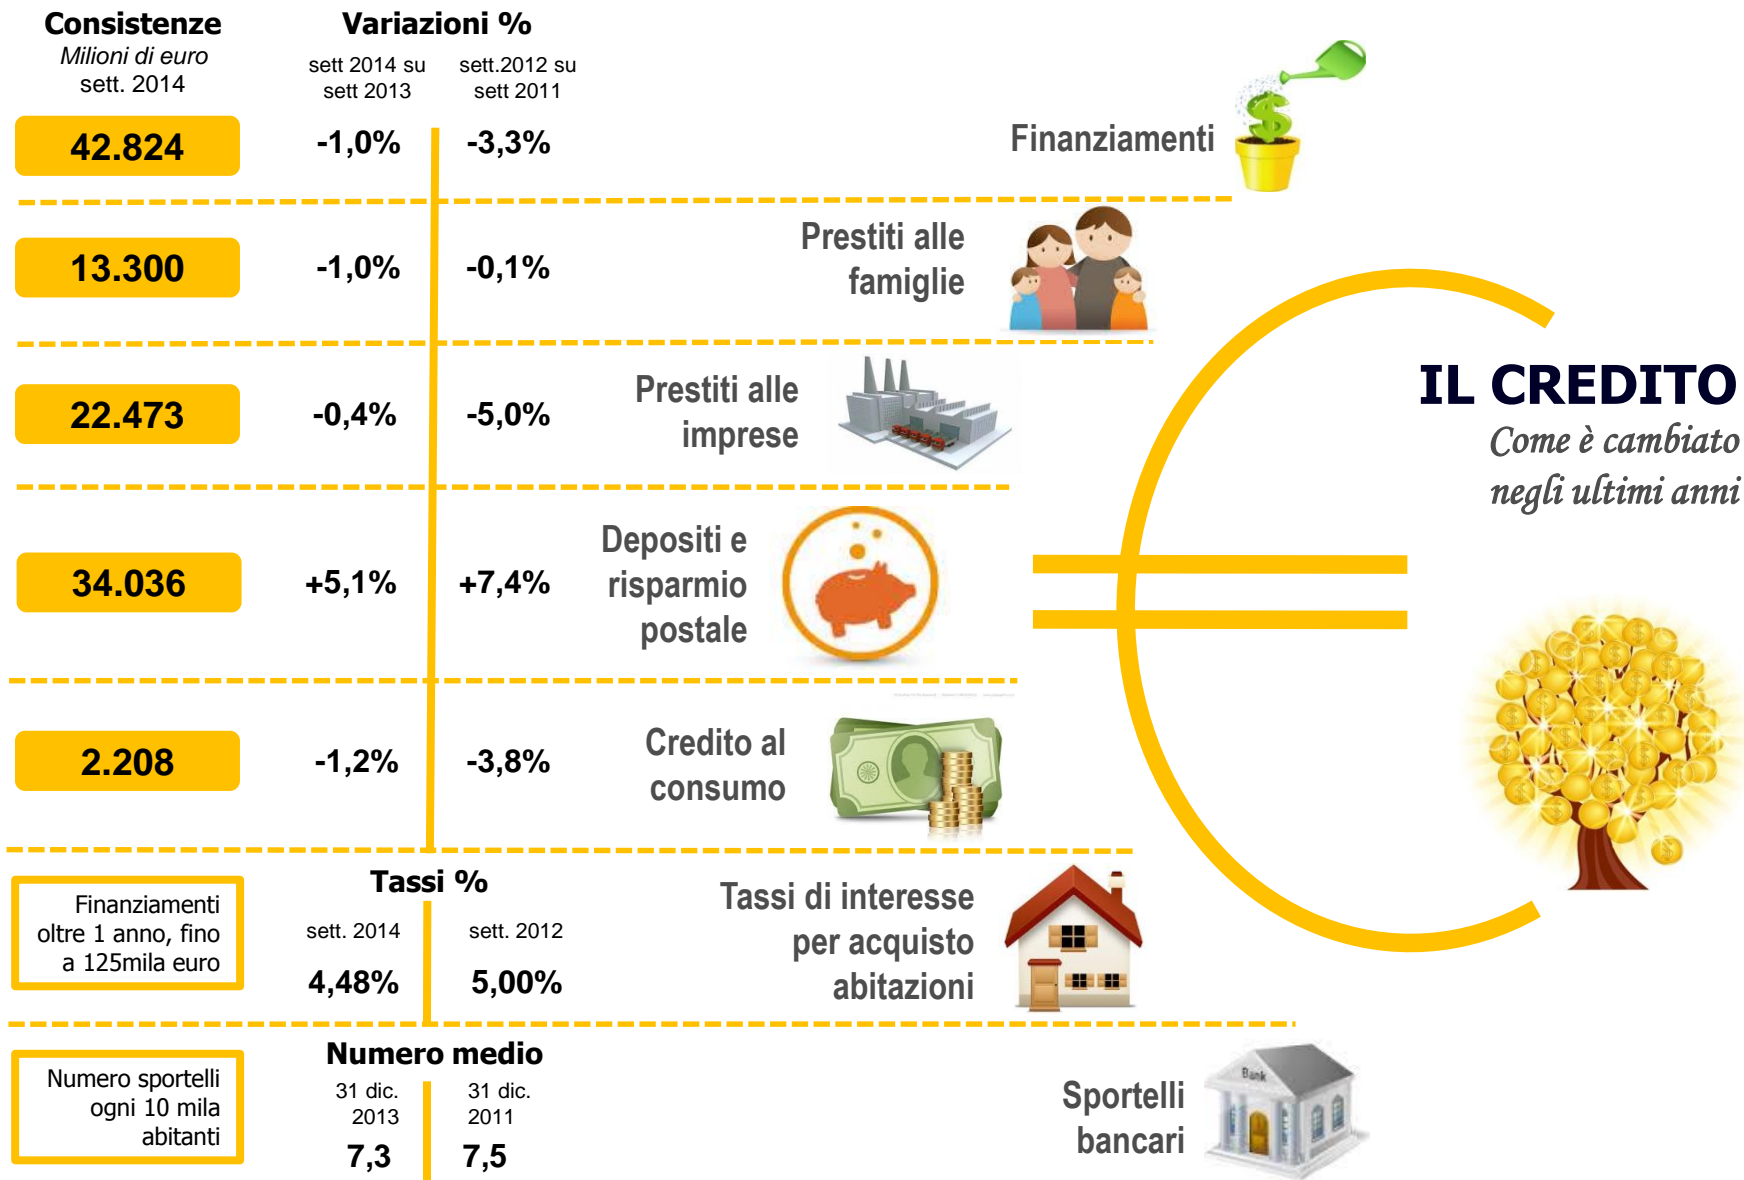 Consistenze
Milioni di euro
sett. 2014
Variazioni %
sett 2014 su
sett 2013
sett.2012 su
sett 2011
42.824
-1,0%
-3,3%
Finanziamenti
13.300
-1,0%
-0,1%
Prestiti alle
famiglie
22.473
-0,4%
-5,0%
Prestiti alle
imprese
34.036
+5,1%
+7,4%
Depositi e
risparmio
postale
2.208
-1,2%
-3,8%
Credito al
consumo
IL CREDITO
Come è cambiato
negli ultimi anni
Finanziamenti
oltre 1 anno, fino
a 125mila euro
Tassi %
sett. 2014
sett. 2012
4,48%
5,00%
Tassi di interesse
per acquisto
abitazioni
Numero sportelli
ogni 10 mila
abitanti
Numero medio
31 dic.
2013
31 dic.
2011
7,3
7,5
Sportelli
bancari
Bank